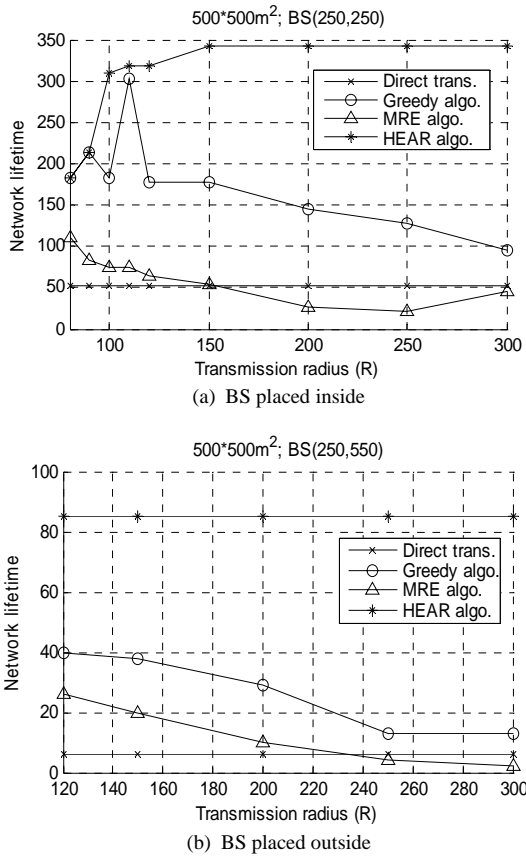 500*500m²; BS(250,250)
350
300
250
200
150
100
50
0
Network lifetime
Direct trans.
Greedy algo.
MRE algo.
HEAR algo.
100 150 200 250 300
Transmission radius (R)
(a) BS placed inside
500*500m²; BS(250,550)
100
80
60
40
20
0
Network lifetime
Direct trans.
Greedy algo.
MRE algo.
HEAR algo.
120 140 160 180 200 220 240 260 280 300
Transmission radius (R)
(b) BS placed outside